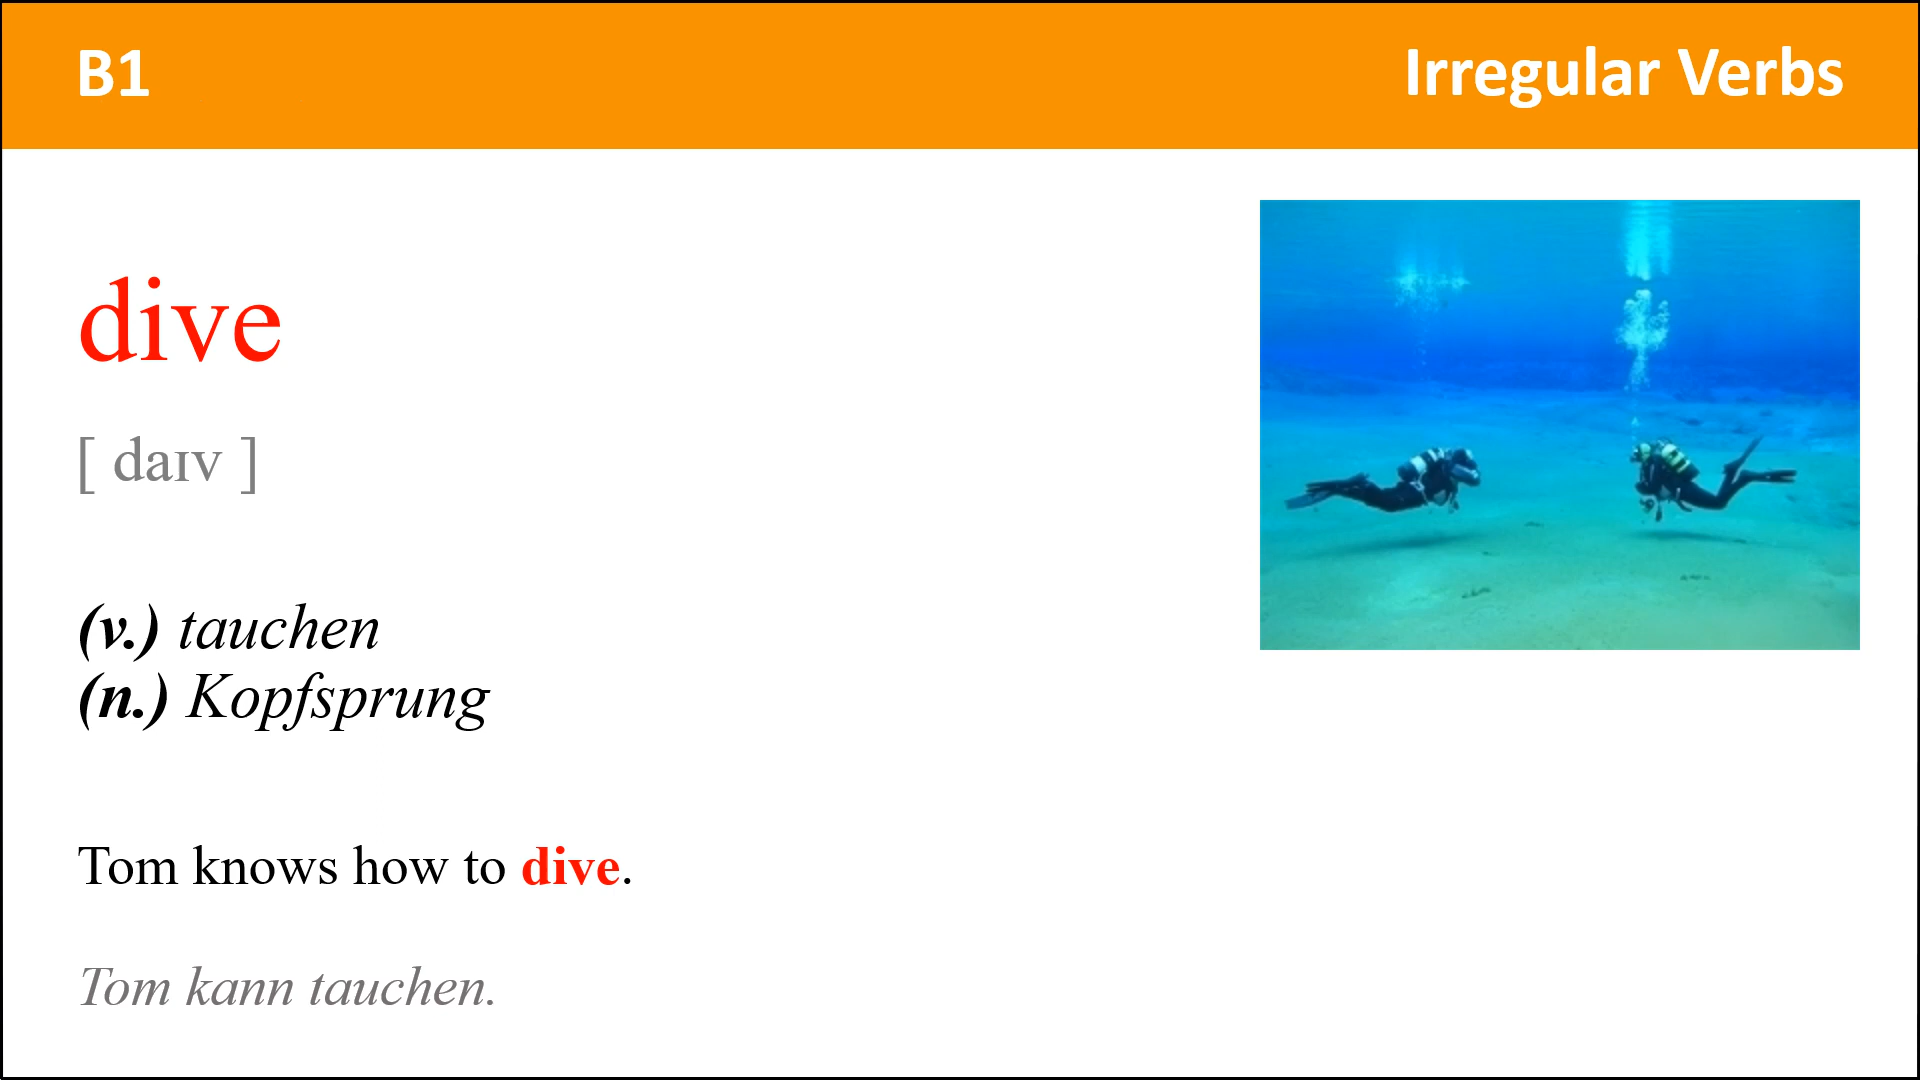 B1
Irregular Verbs
dive
[ daɪv ]
(v.) tauchen
(n.) Kopfsprung
Tom knows how to dive.
Tom kann tauchen.